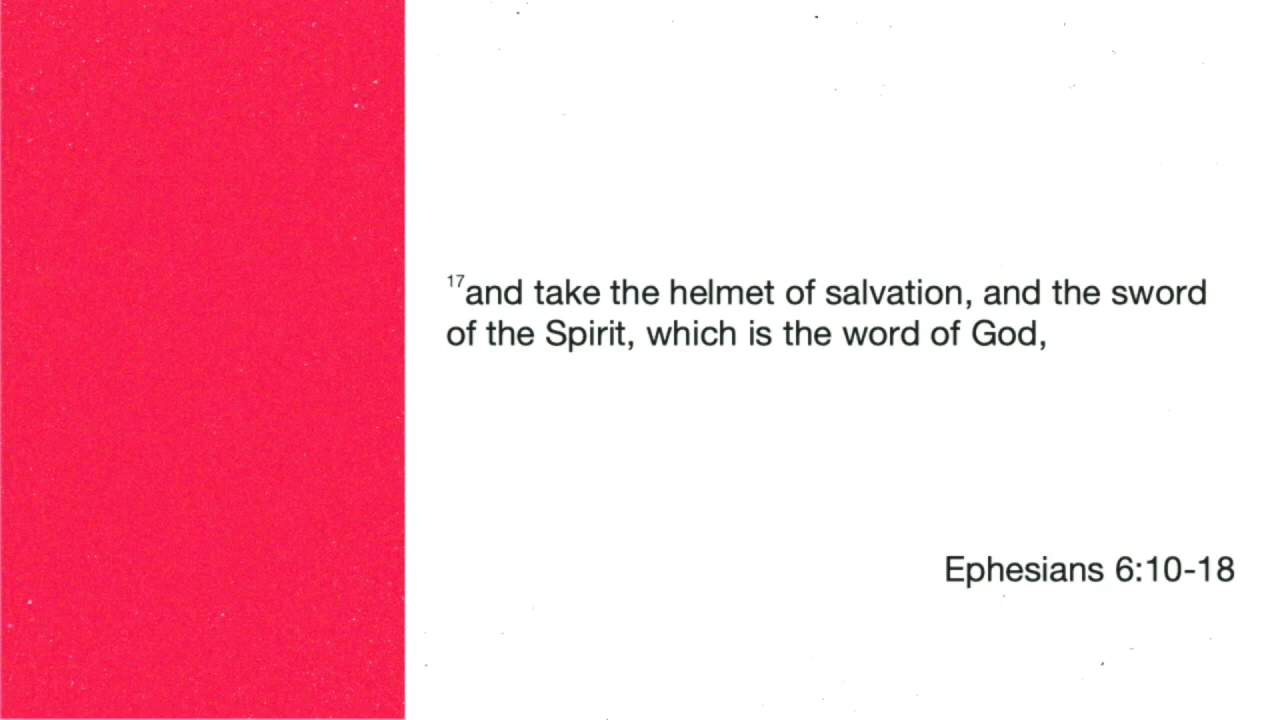 17and take the helmet of salvation, and the sword
of the Spirit, which is the word of God,
Ephesians 6:10-18